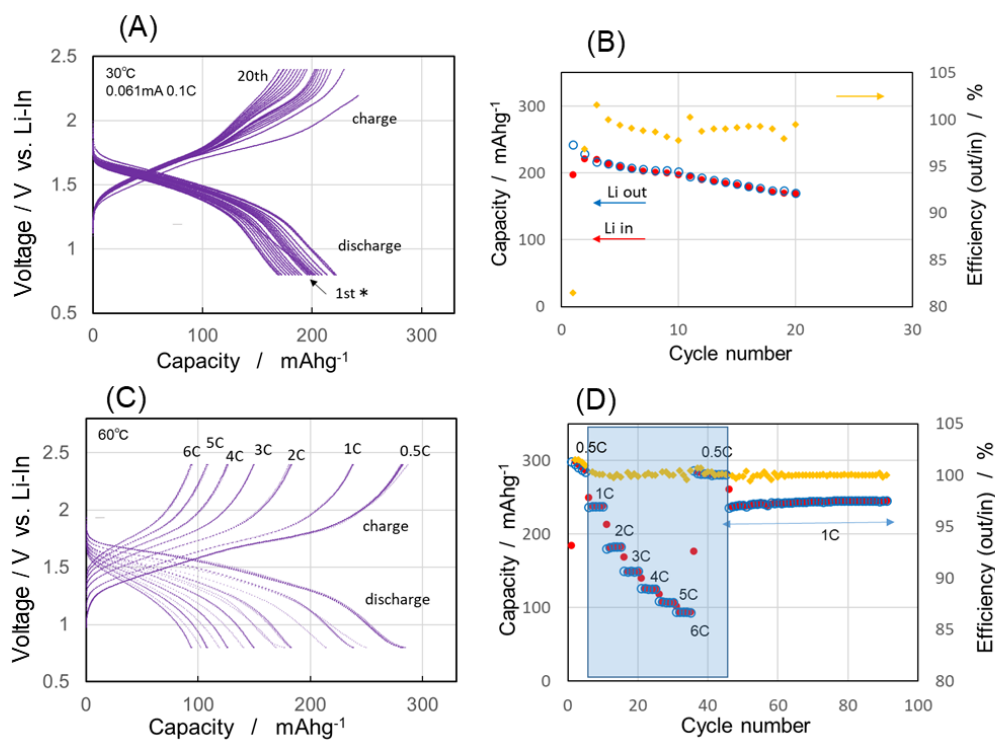 (A)
2.5
2
1.5
1
0.5
Voltage / V vs. Li-In
30℃
0.061mA 0.1C
20th
charge
discharge
1st *
0
100
200
300
Capacity / mAhg-1
(B)
300
200
100
0
Capacity / mAhg-1
Li out
Li in
105
100
95
90
85
80
Efficiency (out/in) / %
0
10
20
30
Cycle number
(C)
2.5
2
1.5
1
0.5
Voltage / V vs. Li-In
60℃
6C
5C
4C
3C
2C
1C
0.5C
charge
discharge
0
100
200
300
Capacity / mAhg-1
(D)
300
200
100
0
Capacity / mAhg-1
0.5C
1C
2C
3C
4C
5C
6C
0.5C
1C
105
100
95
90
85
80
Efficiency (out/in) / %
0
20
40
60
80
100
Cycle number